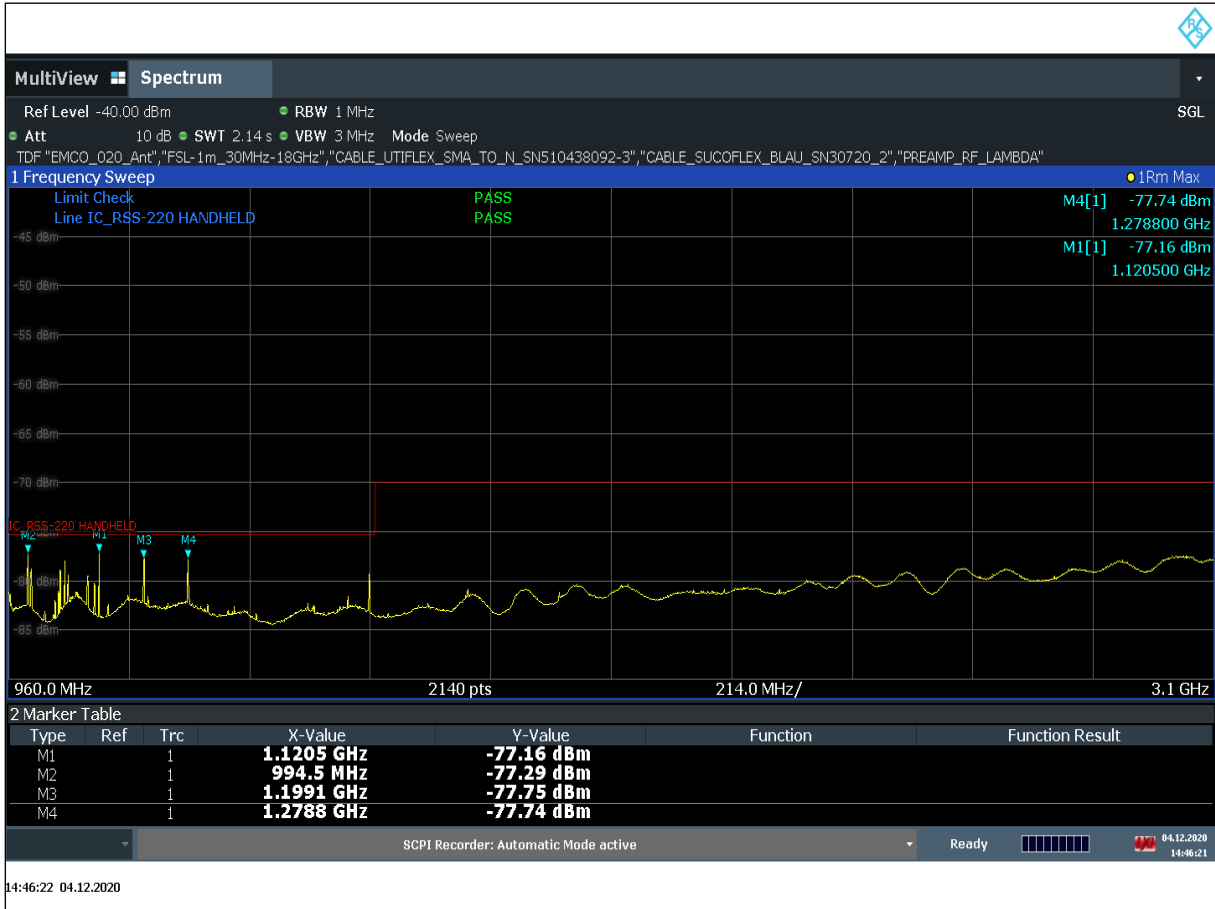 R&S
MultiView Spectrum
Ref Level -40.00 dBm RBW 1 MHz SGL
Att 10 dB SWT 2.14 s VBW 3 MHz Mode Sweep
TDF "EMCO_020_Ant","FSL-1m_30MHz-18GHz","CABLE_UTIFLEX_SMA_TO_N_SN510438092-3","CABLE_SUCOFLEX_BLAU_SN30720_2","PREAMP_RF_LAMBDA"
1 Frequency Sweep 1Rm Max
Limit Check PASS M4[1] -77.74 dBm
Line IC_RSS-220 HANDHELD PASS
1.278800 GHz
-45 dBm M1[1] -77.16 dBm
1.120500 GHz
-50 dBm
-55 dBm
-60 dBm
-65 dBm
-70 dBm
IC_RSS-220 HANDHELD
M2 M1 M3 M4
-80 dBm
-85 dBm
960.0 MHz 2140 pts 214.0 MHz/ 3.1 GHz
2 Marker Table
Type Ref Trc X-Value Y-Value Function Function Result
M1 1 1.1205 GHz -77.16 dBm
M2 1 994.5 MHz -77.29 dBm
M3 1 1.1991 GHz -77.75 dBm
M4 1 1.2788 GHz -77.74 dBm
SCPI Recorder: Automatic Mode active Ready 04.12.2020
14:46:21
14:46:22 04.12.2020